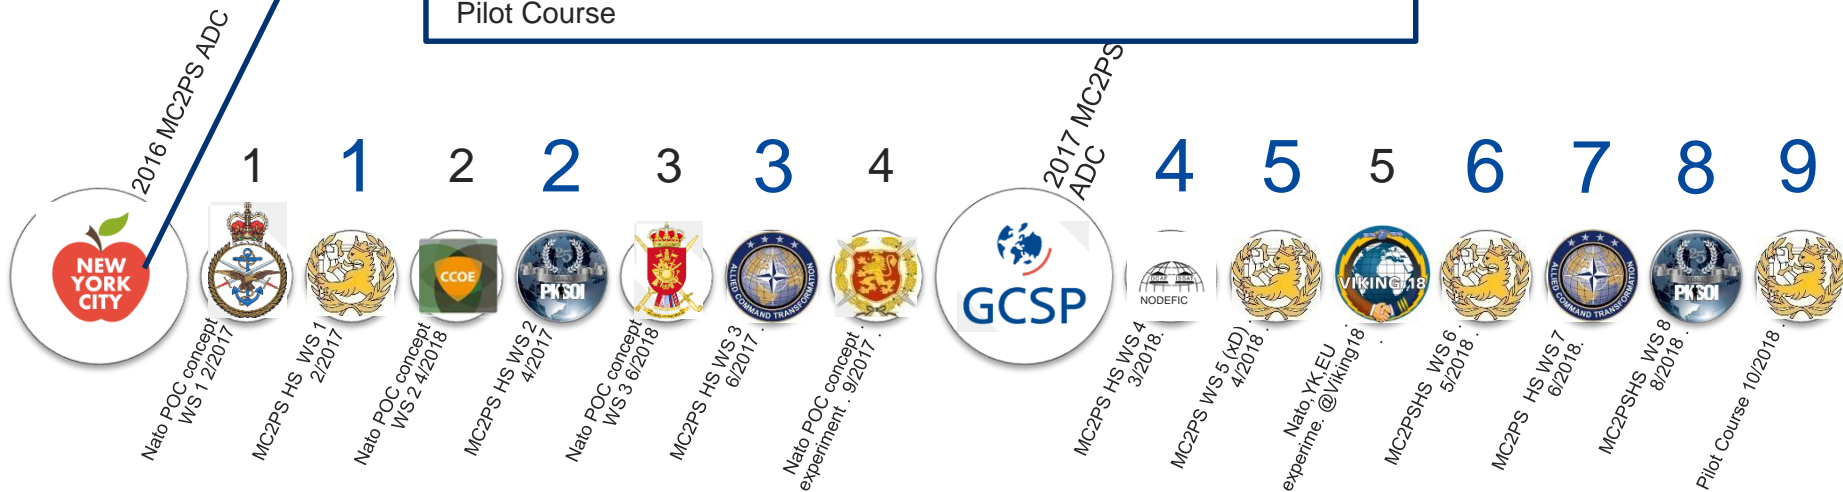 Pilot Course
2016 MC2PS ADC
2017 MC2PS
ADC
1
1
2
2
3
3
4
4
5
5
6
7
8
9
NEW
YORK
CITY
CCOE
PKSOI
ALLIED COMMAND TRANSFORMATION
GCSP
NODEFIC
VIKING 18
ALLIED COMMAND TRANSFORMATION
PKSOI
Nato POC concept
WS 1 2/2017
MC2PS HS WS 1
2/2017
Nato POC concept
WS 2 4/2018
MC2PS HS WS 2
4/2017
Nato POC concept
WS 3 6/2018
MC2PS HS WS 3
6/2017 .
Nato POC concept .
experiment . 9/2017 .
MC2PS HS WS 4
3/2018.
MC2PS WS 5 (xD) .
4/2018 .
Nato,YK,EU
experime. @Viking18
.
MC2PSHS WS 6 .
5/2018 .
MC2PS HS WS 7
6/2018.
MC2PSHS WS 8
8/2018 .
Pilot Course 10/2018 .